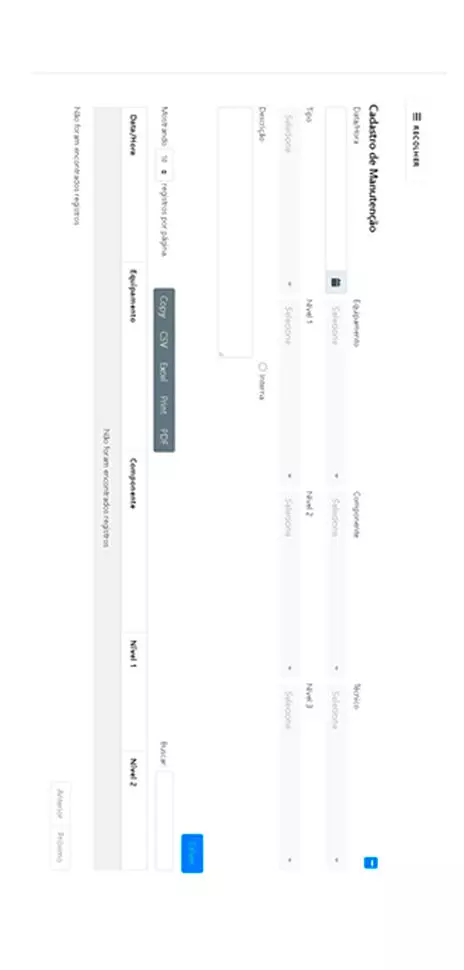 RECOLHER
Cadastro de Manutenção
Data/Hora Equipamento Componente Técnico
Selecione Selecione Selecione
Tipo Nível 1 Nível 2 Nível 3
Selecione Selecione Selecione Selecione
Descrição
Interna
Mostrando 10 registros por página.
Copy CSV Excel Print PDF
Buscar:
Data/Hora Equipamento Componente Nível 1 Nível 2
Não foram encontrados registros
Não foram encontrados registros
Anterior Próximo